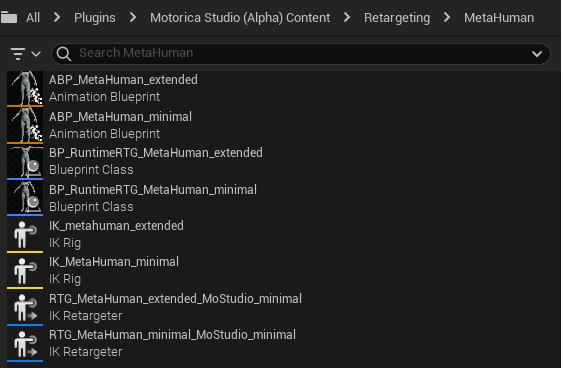 All > Plugins > Motorica Studio (Alpha) Content > Retargeting > MetaHuman
Search MetaHuman
ABP_MetaHuman_extended
Animation Blueprint
ABP_MetaHuman_minimal
Animation Blueprint
BP_RuntimeRTG_MetaHuman_extended
Blueprint Class
BP_RuntimeRTG_MetaHuman_minimal
Blueprint Class
IK_metahuman_extended
IK Rig
IK_MetaHuman_minimal
IK Rig
RTG_MetaHuman_extended_MoStudio_minimal
IK Retargeter
RTG_MetaHuman_minimal_MoStudio_minimal
IK Retargeter